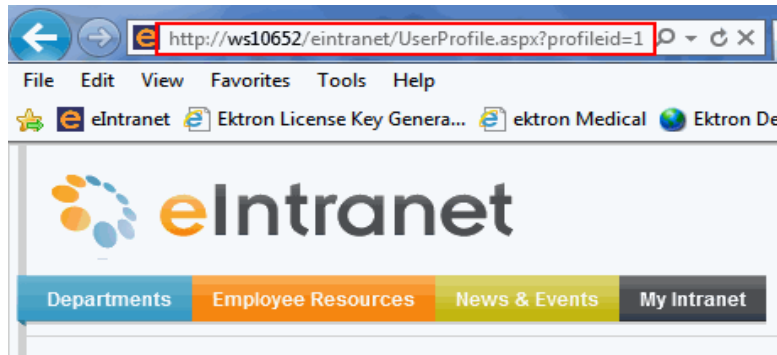 http://ws10652/eintranet/UserProfile.aspx?profileid=1
File Edit View Favorites Tools Help
eIntranet Ektron License Key Genera... ektron Medical Ektron De
eIntranet
Departments Employee Resources News & Events My Intranet